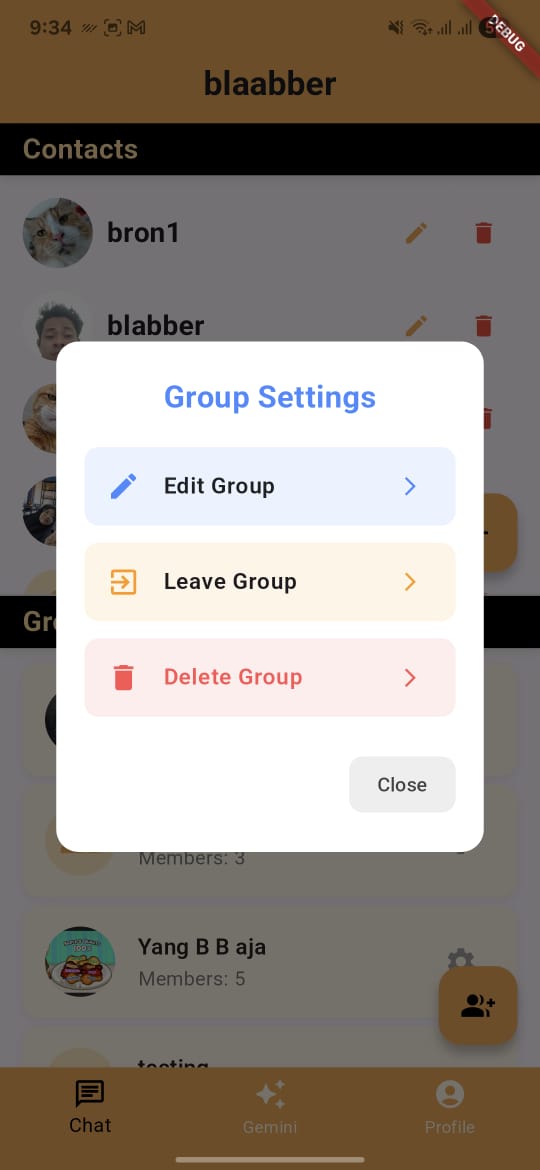 9:34
DEBUG
blaabber
Contacts
bron1
blabber
Group Settings
Edit Group
Leave Group
Delete Group
Close
Members: 3
Yang B B aja
Members: 5
testing
Chat
Gemini
Profile